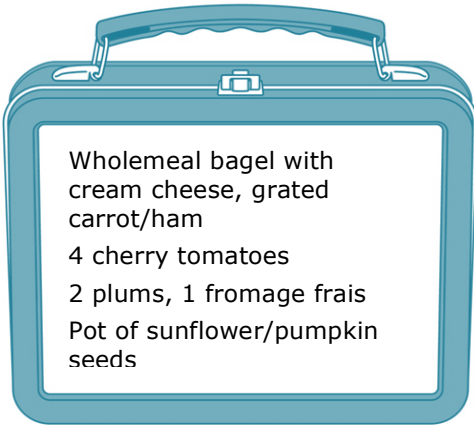 Wholemeal bagel with
cream cheese, grated
carrot/ham
4 cherry tomatoes
2 plums, 1 fromage frais
Pot of sunflower/pumpkin
seeds